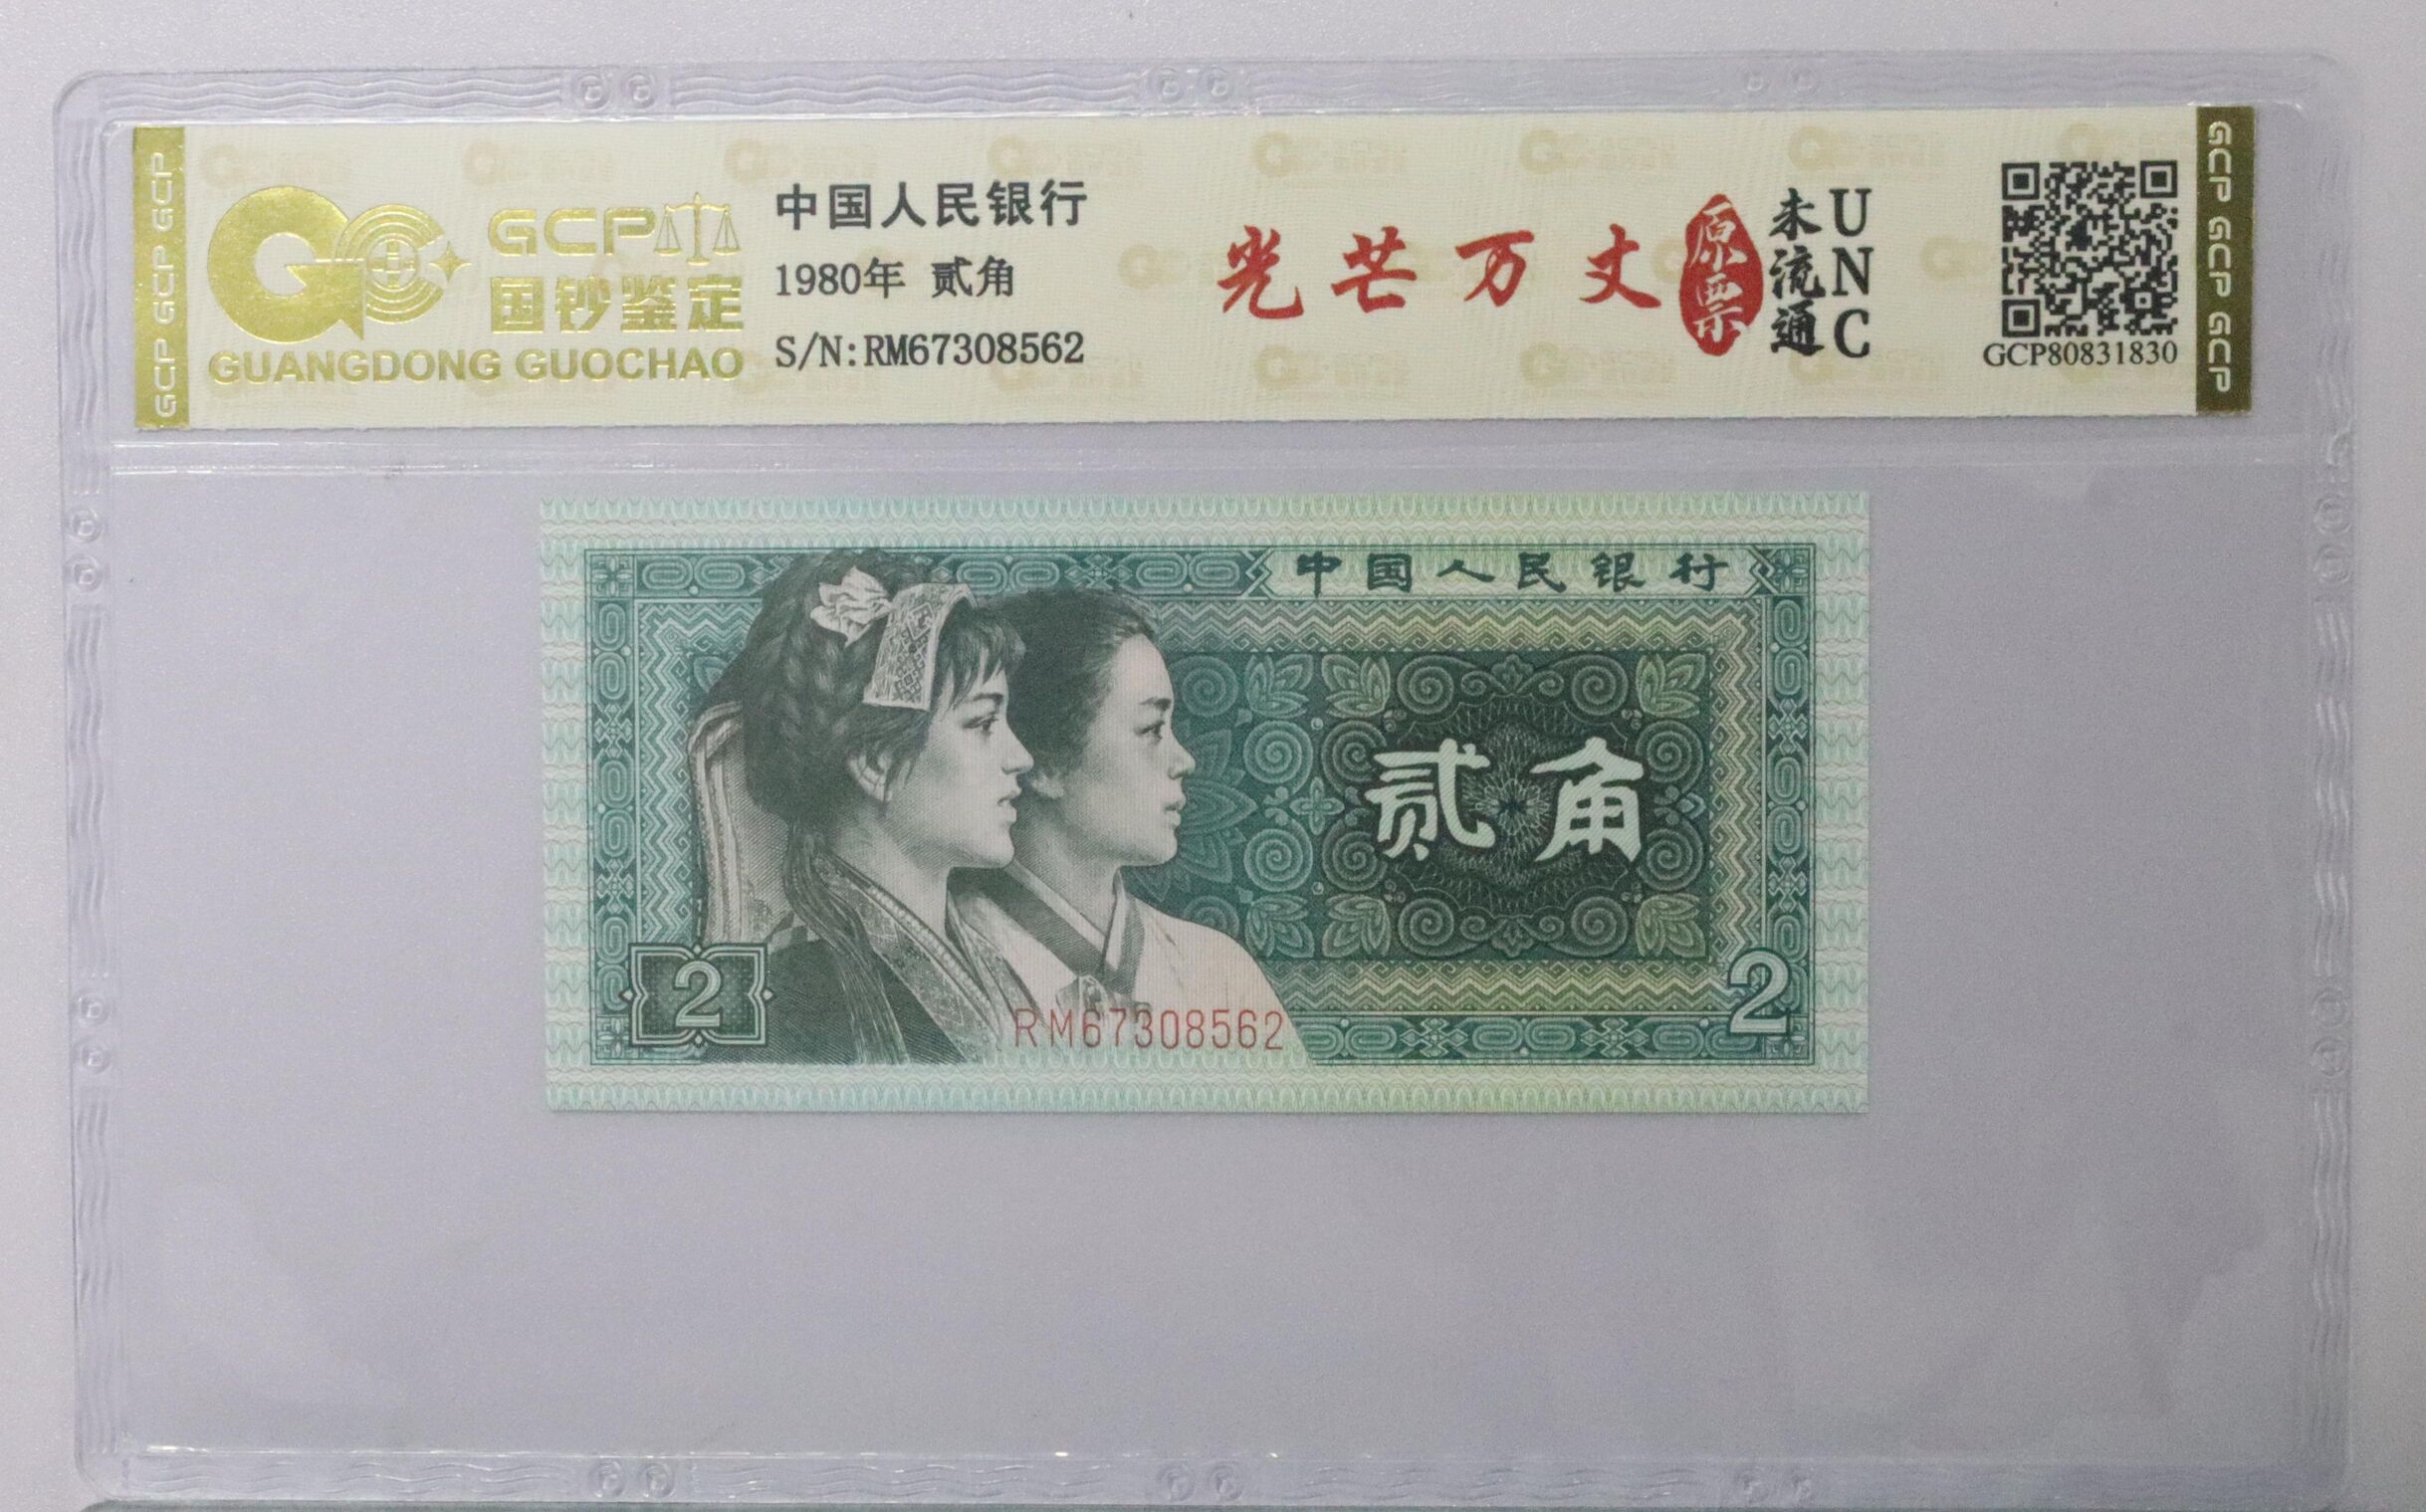 GCP GCP GCP
GCP
国钞鉴定
GUANGDONG GUOCHAO
中国人民银行
1980年 贰角
S/N:RM67308562
光芒万丈
原票
未流通
UNC
GCP80831830
GCP GCP GCP
中国人民银行
贰角
2
RM67308562
2